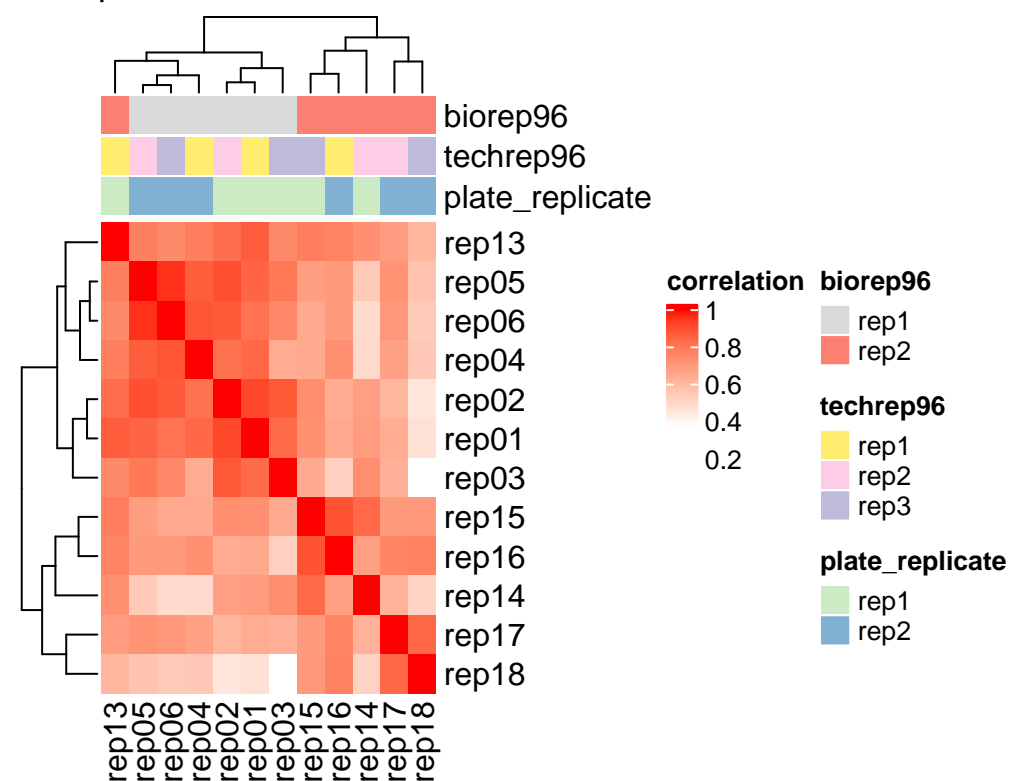 biorep96
techrep96
plate_replicate
rep13
rep05
rep06
rep04
rep02
rep01
rep03
rep15
rep16
rep14
rep17
rep18
rep13 rep05 rep06 rep04 rep02 rep01 rep03 rep15 rep16 rep14 rep17 rep18
correlation
1
0.8
0.6
0.4
0.2
biorep96
rep1
rep2
techrep96
rep1
rep2
rep3
plate_replicate
rep1
rep2